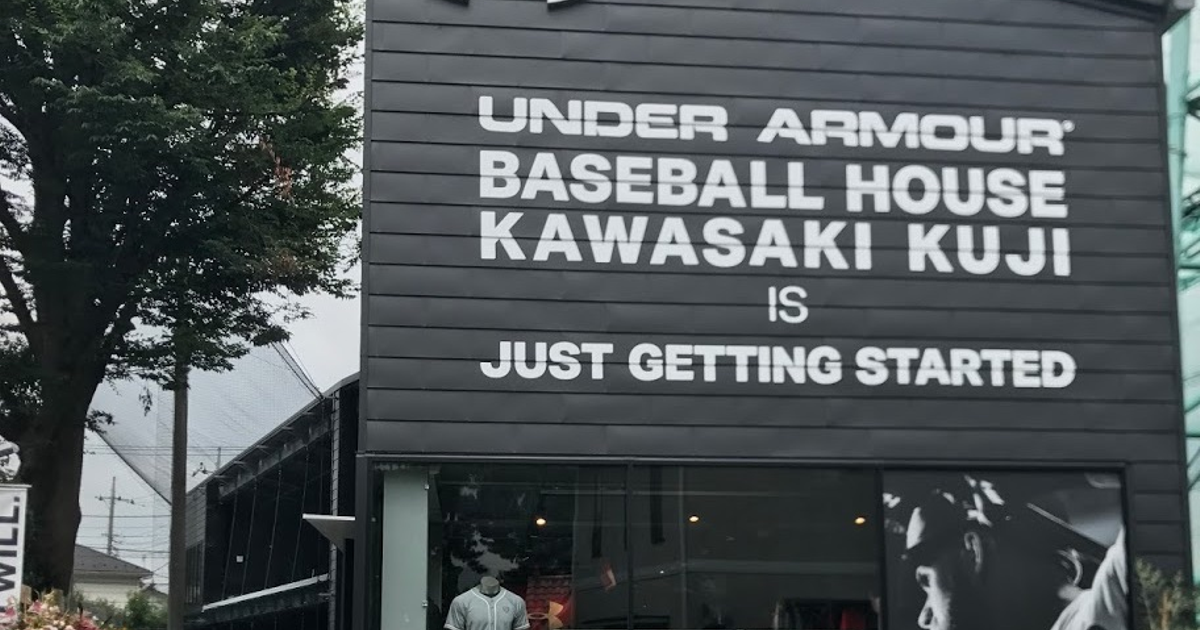 UNDER ARMOUR®
BASEBALL HOUSE
KAWASAKI KUJI
IS
JUST GETTING STARTED
WILL.